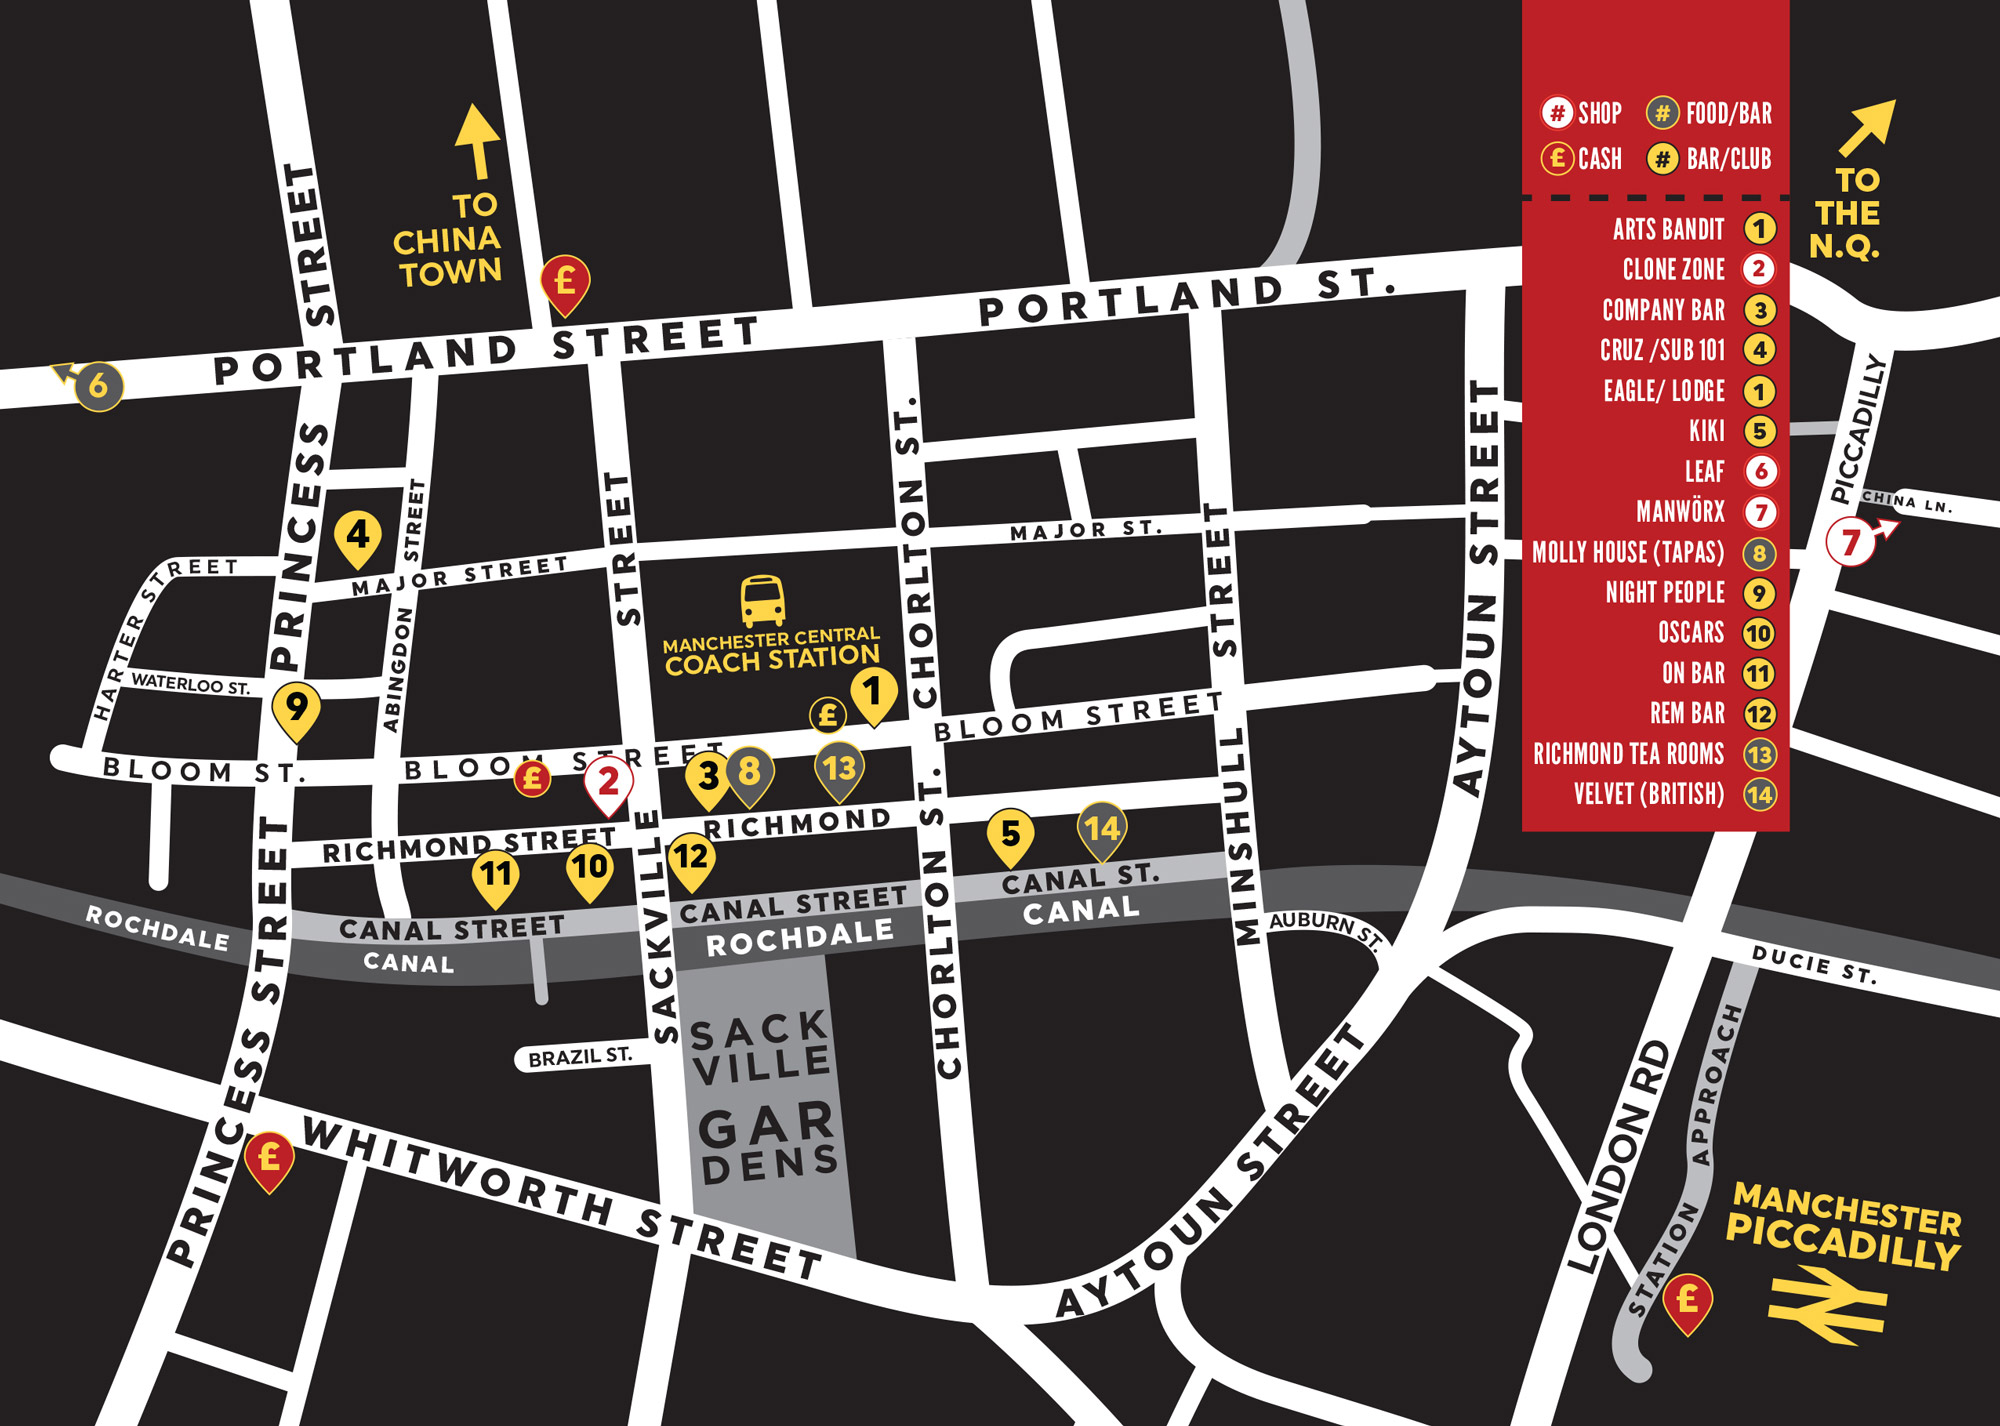 # SHOP
# FOOD/BAR
£ CASH
# BAR/CLUB
ARTS BANDIT 1
CLONE ZONE 2
COMPANY BAR 3
CRUZ /SUB 101 4
EAGLE/ LODGE 1
KIKI 5
LEAF 6
MANWÖRX 7
MOLLY HOUSE (TAPAS) 8
NIGHT PEOPLE 9
OSCARS 10
ON BAR 11
REM BAR 12
RICHMOND TEA ROOMS 13
VELVET (BRITISH) 14
TO
THE
N.Q.
TO
CHINA
TOWN
£
STREET
PORTLAND STREET
PORTLAND ST.
6
PRINCESS
4
STREET
ABINGDON
HARTER STREET
MAJOR STREET
STREET
STREET
MAJOR ST.
CHORLTON ST.
CHORLTON
STREET
STREET
AYTOUN STREET
PICCADILLY
CHINA LN.
7
MANCHESTER CENTRAL
COACH STATION
WATERLOO ST.
9
1
£
BLOOM ST.
BLOOM STREET
BLOOM STREET
£
2
3
8
13
RICHMOND STREET
RICHMOND
11
10
12
5
14
SACKVILLE
CHORLTON ST.
MINSHULL
CANAL STREET
CANAL STREET
CANAL ST.
ROCHDALE
CANAL
ROCHDALE
CANAL
AUBURN ST.
DUCIE ST.
PRINCESS STREET
BRAZIL ST.
SACK
VILLE
GAR
DENS
£
WHITWORTH STREET
AYTOUN STREET
LONDON RD
STATION APPROACH
MANCHESTER
PICCADILLY
£